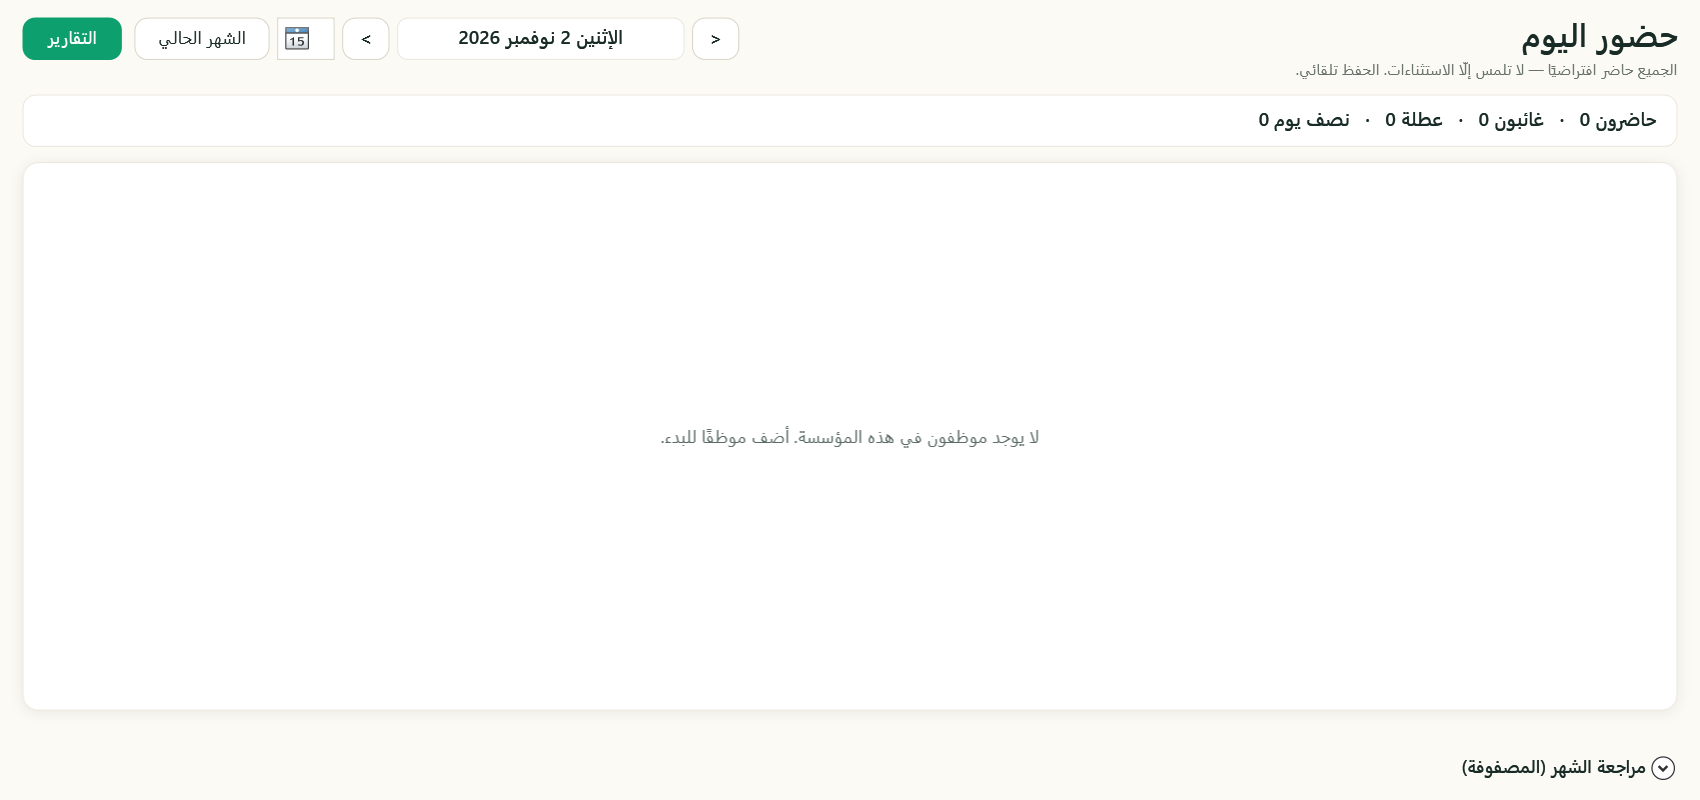 حضور اليوم
الجميع حاضر افتراضيًا — لا تلمس إلّا الاستثناءات. الحفظ تلقائي.
> الإثنين 2 نوفمبر 2026 < 15 الشهر الحالي التقارير
حاضرون 0 · غائبون 0 · عطلة 0 · نصف يوم 0
لا يوجد موظفون في هذه المؤسسة. أضف موظفًا للبدء.
مراجعة الشهر (المصفوفة)